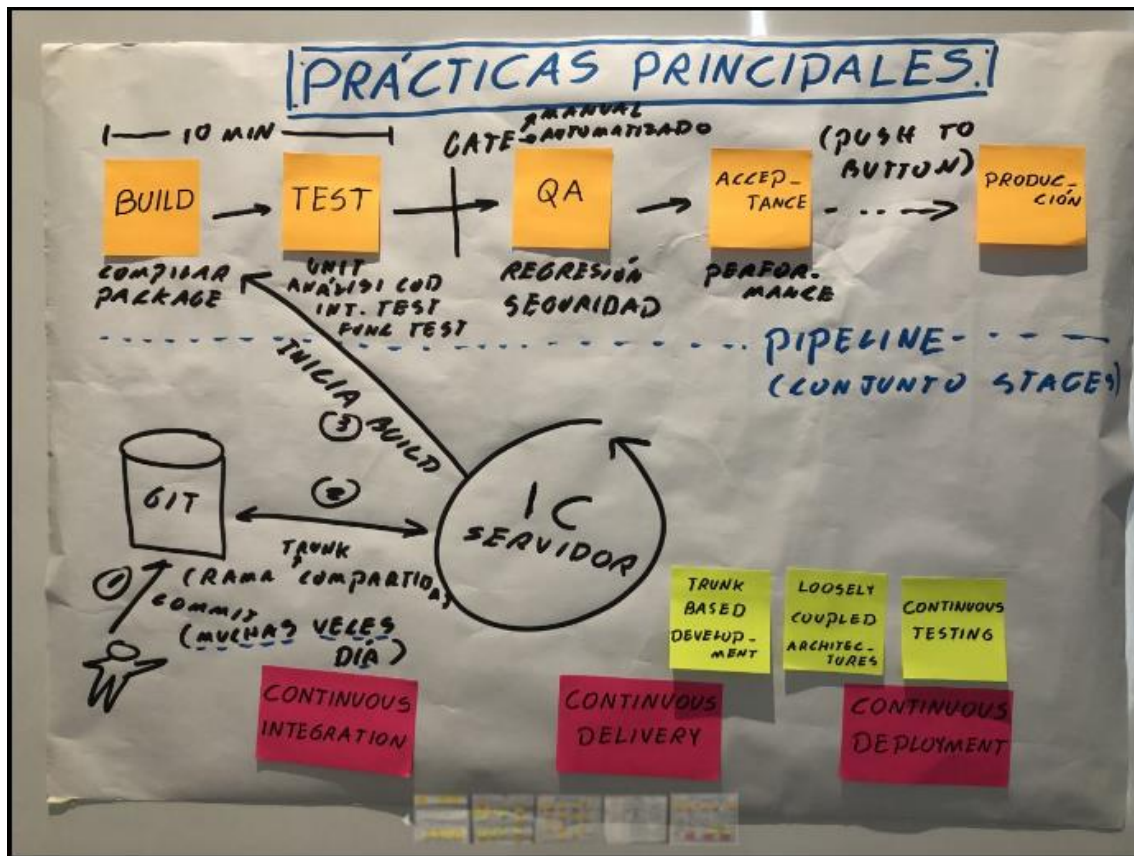 PRÁCTICAS PRINCIPALES.
10 MIN
GATE
MANUAL
AUTOMATIZADO
(PUSH TO
BUTTON)
BUILD
TEST
QA
ACCEP-
TANCE
PRODUC-
CIÓN
COMPILAR
PACKAGE
UNIT
ANÁLISI COD
INT. TEST
FUNC TEST
REGRESIÓN
SEGURIDAD
PERFOR-
MANCE
PIPELINE
(CONJUNTO STAGES)
INICIA
BUILD
3
GIT
2
IC
SERVIDOR
TRUNK
(RAMA COMPARTIDA)
1
COMMIT
(MUCHAS VECES
DÍA)
TRUNK
BASED
DEVELOP-
MENT
LOOSELY
COUPLED
ARCHITEC-
TURES
CONTINUOUS
TESTING
CONTINUOUS
INTEGRATION
CONTINUOUS
DELIVERY
CONTINUOUS
DEPLOYMENT